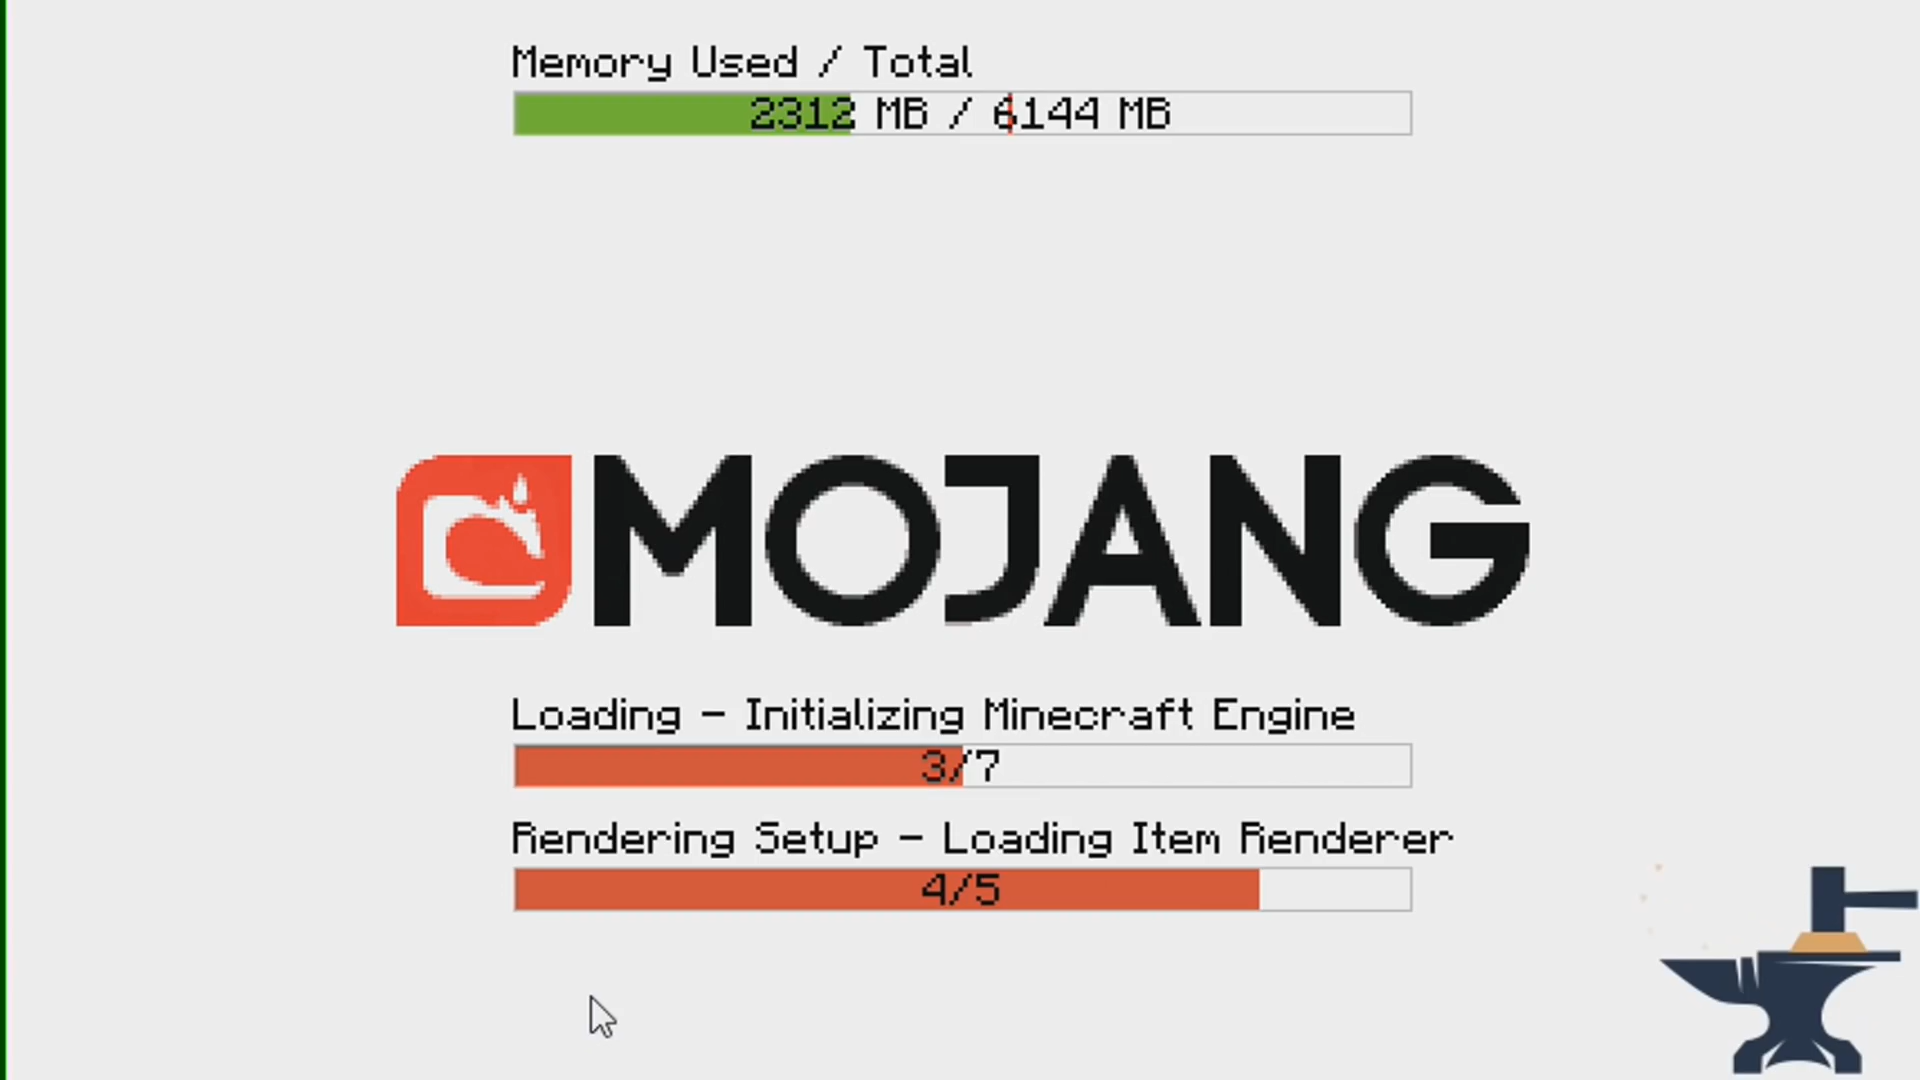 Memory Used / Total
2312 MB / 6144 MB
MOJANG
Loading - Initializing Minecraft Engine
3/7
Rendering Setup - Loading Item Renderer
4/5